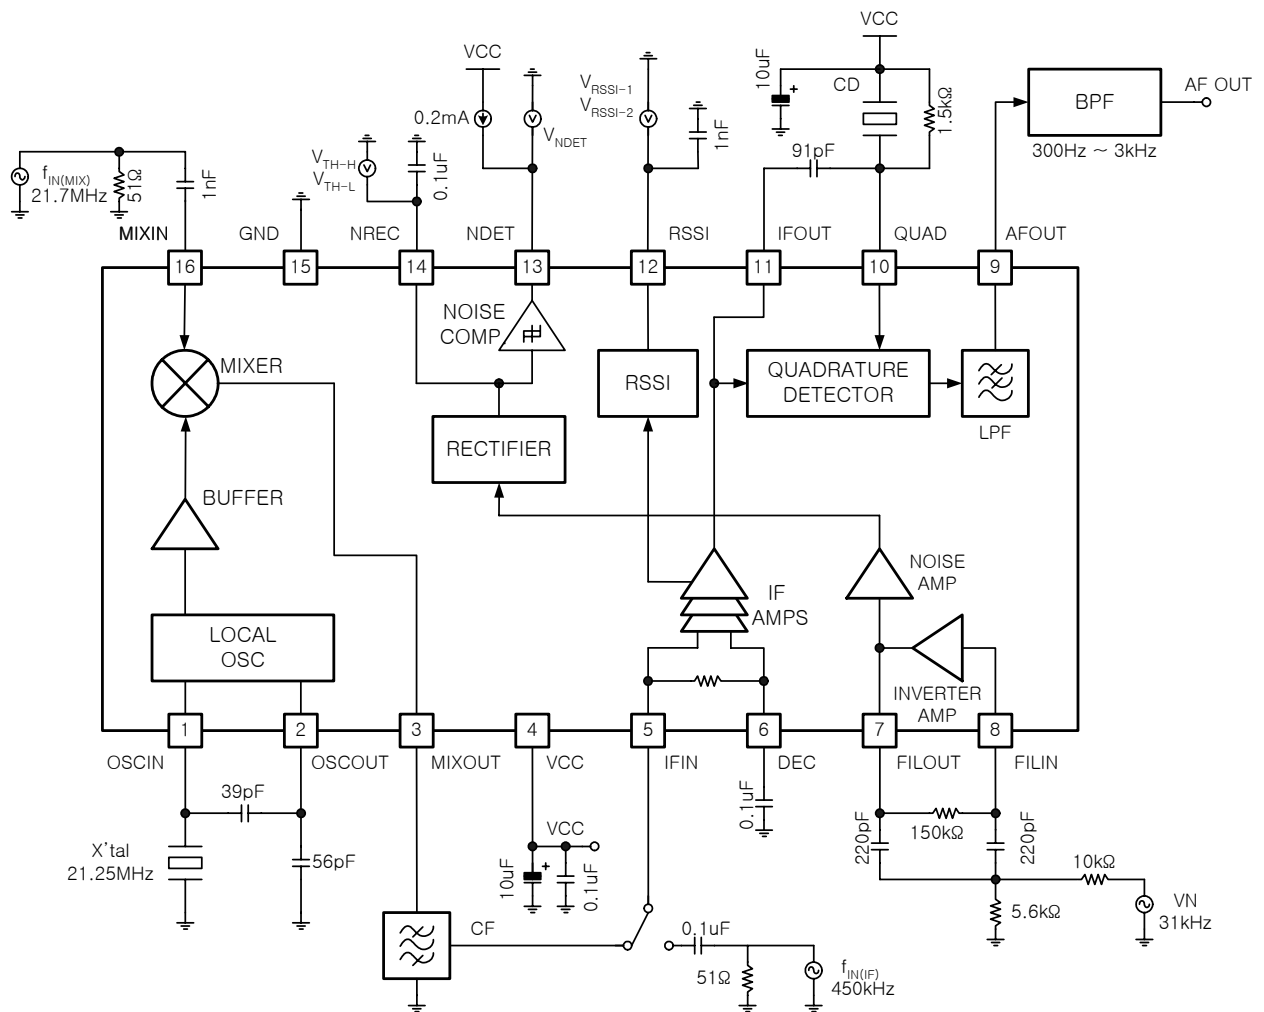 VCC
10uF
+
CD
1.5kΩ
BPF
AF OUT
300Hz ~ 3kHz
VCC
0.2mA
VNDET
VRSSI-1
VRSSI-2
1nF
91pF
fIN(MIX)
21.7MHz
51Ω
1nF
VTH-H
VTH-L
0.1uF
MIXIN
GND
NREC
NDET
RSSI
IFOUT
QUAD
AFOUT
16
15
14
13
12
11
10
9
NOISE
COMP.
MIXER
RSSI
QUADRATURE
DETECTOR
LPF
RECTIFIER
BUFFER
NOISE
AMP
IF
AMPS
LOCAL
OSC
INVERTER
AMP
1
2
3
4
5
6
7
8
OSCIN
OSCOUT
MIXOUT
VCC
IFIN
DEC
FILOUT
FILIN
39pF
X'tal
21.25MHz
56pF
VCC
10uF
+
0.1uF
0.1uF
220pF
150kΩ
220pF
10kΩ
5.6kΩ
VN
31kHz
CF
0.1uF
51Ω
fIN(IF)
450kHz